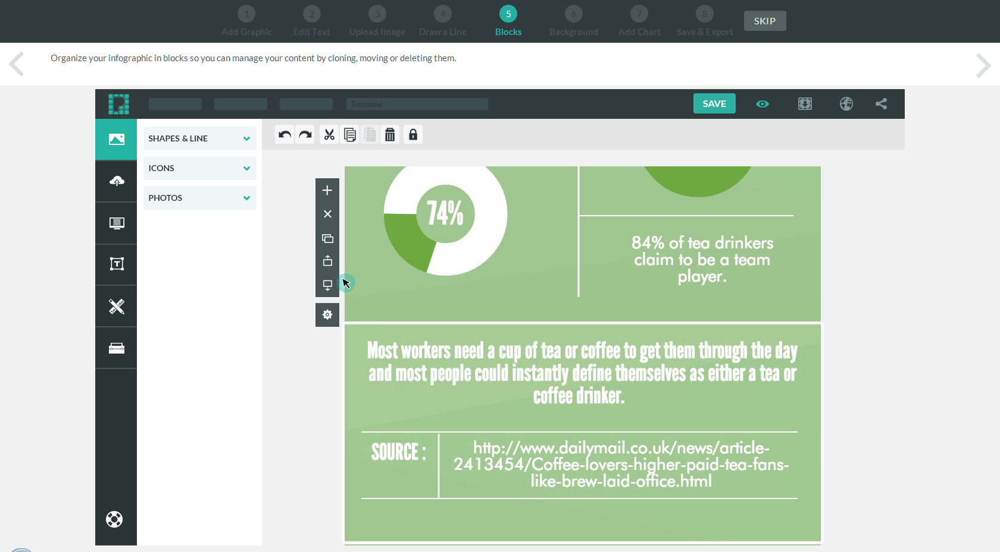 1 2 3 4 5 6 7 8
Add Graphic Edit Text Upload Image Draw a Line Blocks Background Add Chart Save & Export SKIP
Organize your infographic in blocks so you can manage your content by cloning, moving or deleting them.
Rename SAVE
SHAPES & LINE
ICONS
PHOTOS
T
74%
84% of tea drinkers
claim to be a team
player.
Most workers need a cup of tea or coffee to get them through the day
and most people could instantly define themselves as either a tea or
coffee drinker.
SOURCE :
http://www.dailymail.co.uk/news/article-
2413454/Coffee-lovers-higher-paid-tea-fans-
like-brew-laid-office.html